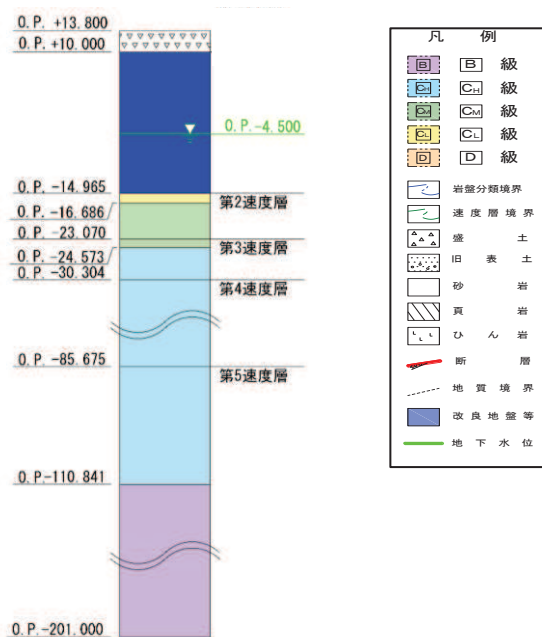 O.P. +13.800
O.P. +10.000
O.P.-4.500
O.P. -14.965
第2速度層
O.P. -16.686
O.P. -23.070
第3速度層
O.P. -24.573
O.P. -30.304
第4速度層
O.P. -85.675
第5速度層
O.P.-110.841
O.P.-201.000
凡 例
B B 級
CH CH 級
CM CM 級
CL CL 級
D D 級
岩盤分類境界
速度層境界
盛 土
旧 表 土
砂 岩
頁 岩
ひ ん 岩
断 層
地 質 境 界
改 良 地 盤 等
地 下 水 位